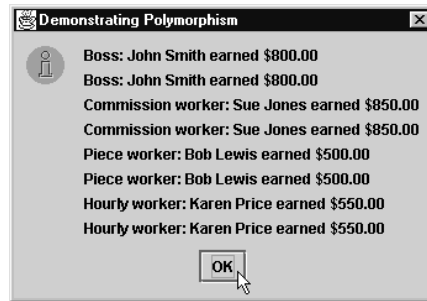 Demonstrating Polymorphism
Boss: John Smith earned $800.00
Boss: John Smith earned $800.00
Commission worker: Sue Jones earned $850.00
Commission worker: Sue Jones earned $850.00
Piece worker: Bob Lewis earned $500.00
Piece worker: Bob Lewis earned $500.00
Hourly worker: Karen Price earned $550.00
Hourly worker: Karen Price earned $550.00
OK